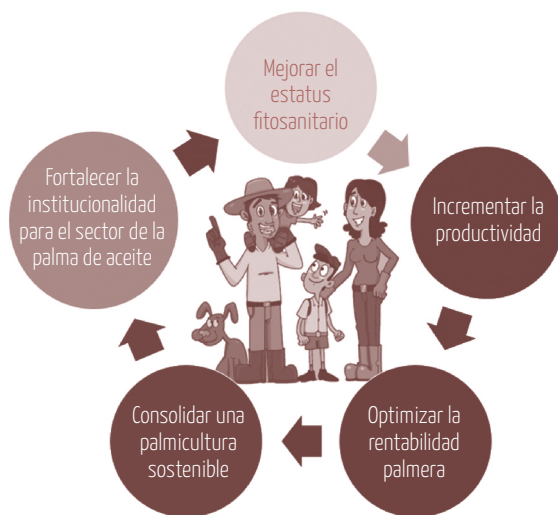 Mejorar el
estatus
fitosanitario
Incrementar la
productividad
Optimizar la
rentabilidad
palmera
Consolidar una
palmicultura
sostenible
Fortalecer la
institucionalidad
para el sector de la
palma de aceite